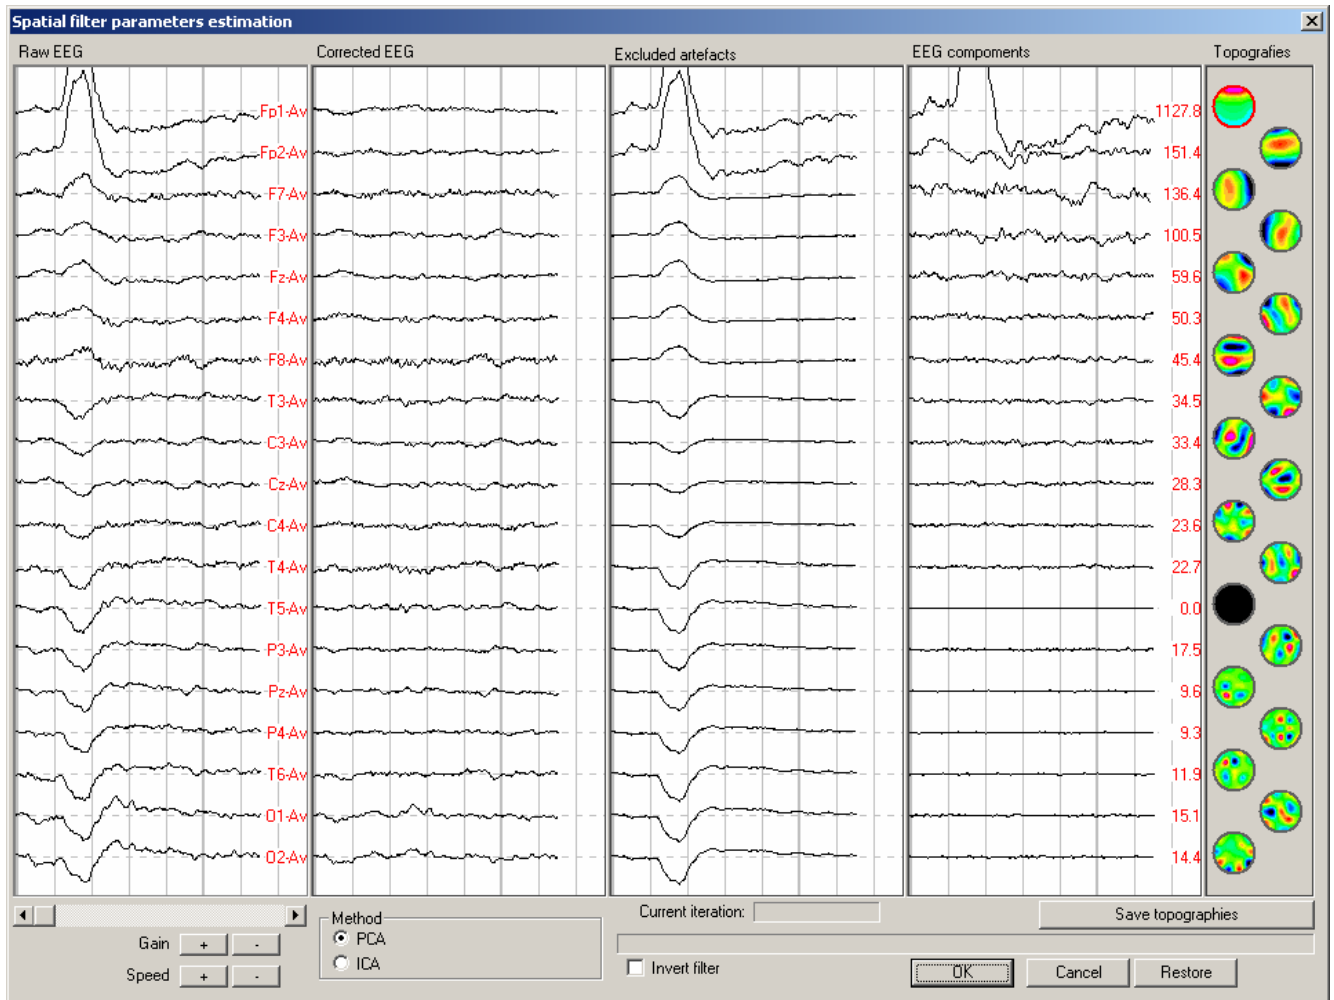 Spatial filter parameters estimation
Raw EEG
Corrected EEG
Excluded artefacts
EEG compoments
Topografies
Fp1-Av
1127.8
Fp2-Av
151.4
F7-Av
136.4
F3-Av
100.5
Fz-Av
59.6
F4-Av
50.3
F8-Av
45.4
T3-Av
34.5
C3-Av
33.4
Cz-Av
28.3
C4-Av
23.6
T4-Av
22.7
T5-Av
0.0
P3-Av
17.5
Pz-Av
9.6
P4-Av
9.3
T6-Av
11.9
O1-Av
15.1
O2-Av
14.4
Gain + -
Speed + -
Method
PCA
ICA
Current iteration:
Save topographies
Invert filter
OK
Cancel
Restore